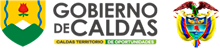 GOBIERNO
DE CALDAS
CALDAS TERRITORIO DE OPORTUNIDADES